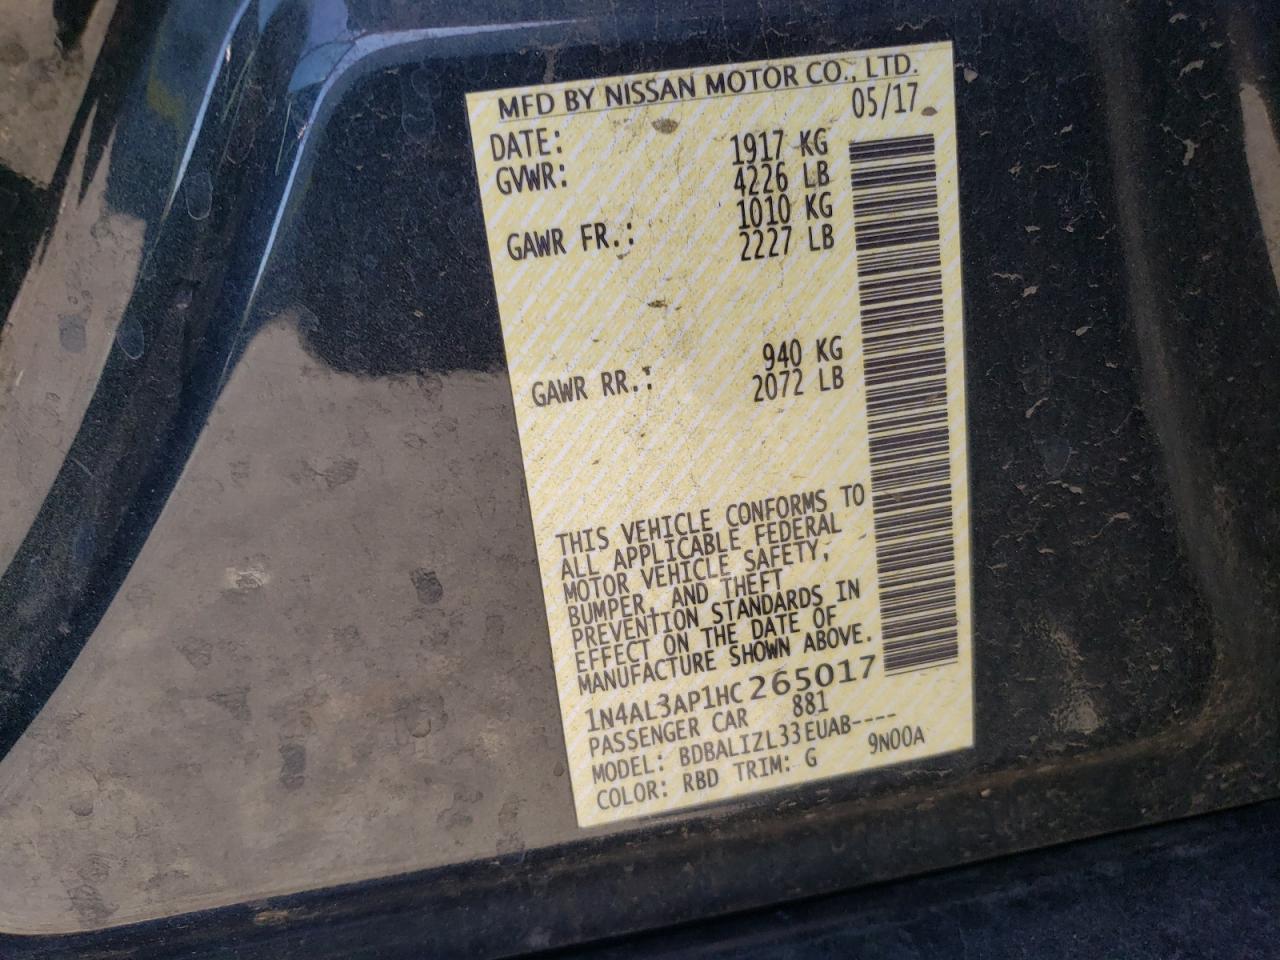 MFD BY NISSAN MOTOR CO., LTD.
DATE: 05/17
GVWR: 1917 KG
4226 LB
GAWR FR.: 1010 KG
2227 LB
GAWR RR.: 940 KG
2072 LB
THIS VEHICLE CONFORMS TO
ALL APPLICABLE FEDERAL
MOTOR VEHICLE SAFETY,
BUMPER, AND THEFT
PREVENTION STANDARDS IN
EFFECT ON THE DATE OF
MANUFACTURE SHOWN ABOVE.
1N4AL3AP1HC265017
PASSENGER CAR 881
MODEL: BDBALIZL33EUAB----
COLOR: RBD TRIM: G 9N00A